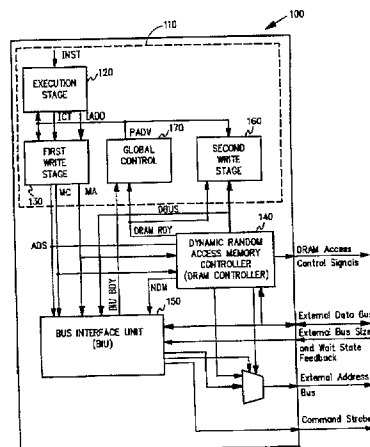 100
110
INST
120
EXECUTION
STAGE
ICT
LADO
PADV
170
160
FIRST
WRITE
STAGE
GLOBAL
CONTROL
SECOND
WRITE
STAGE
130
MC
MA
DBUS
DRAM RDY
140
ADS
DYNAMIC RANDOM
ACCESS MEMORY
CONTROLLER
(DRAM CONTROLLER)
DRAM Access
Control Signals
BIU RDY
NDM
150
BUS INTERFACE UNIT
(BIU)
External Data Bus
External Bus Size
and Wait State
Feedback
External Address
Bus
Command Strobe